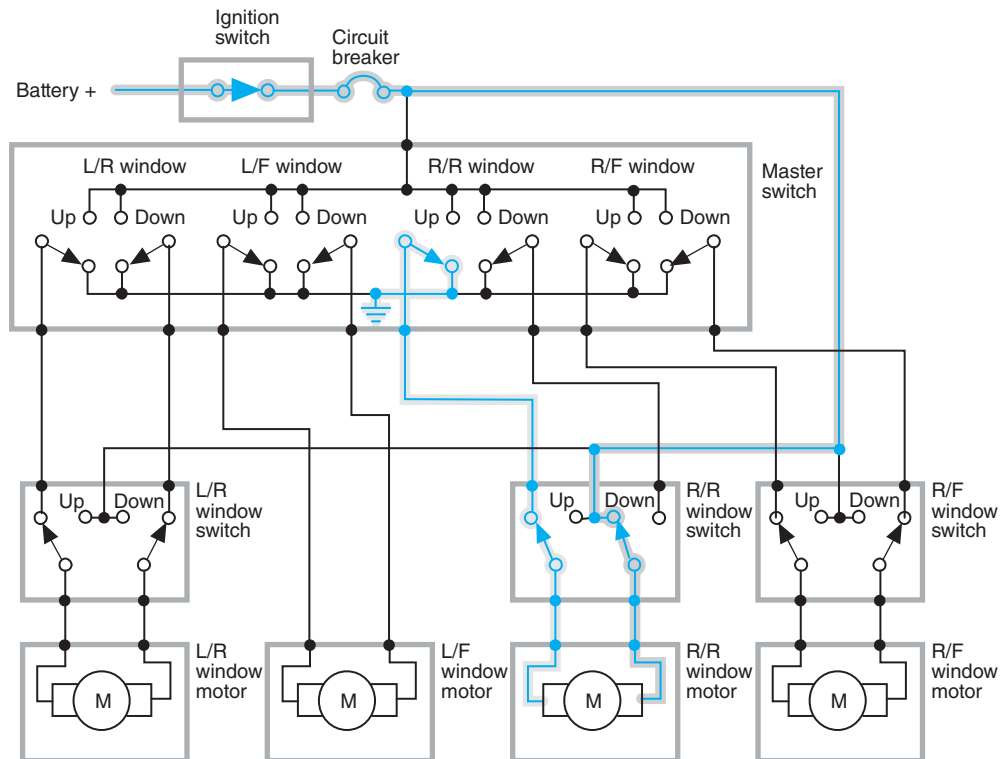 Ignition
switch
Circuit
breaker
Battery +
L/R window
L/F window
R/R window
R/F window
Master
switch
Up
Down
Up
Down
Up
Down
Up
Down
Up
Down
L/R
window
switch
Up
Down
R/R
window
switch
Up
Down
R/F
window
switch
M
L/R
window
motor
M
L/F
window
motor
M
R/R
window
motor
M
R/F
window
motor